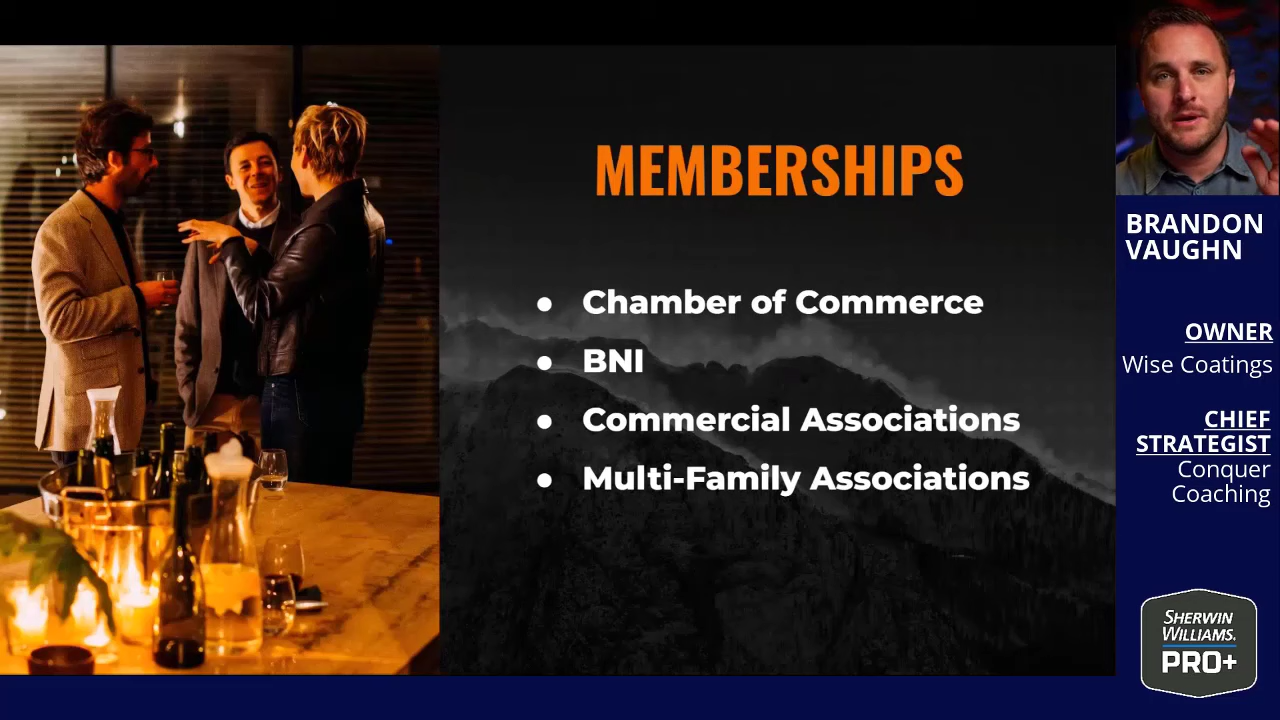 MEMBERSHIPS
● Chamber of Commerce
● BNI
● Commercial Associations
● Multi-Family Associations
BRANDON
VAUGHN
OWNER
Wise Coatings
CHIEF
STRATEGIST
Conquer
Coaching
SHERWIN
WILLIAMS.
PRO+